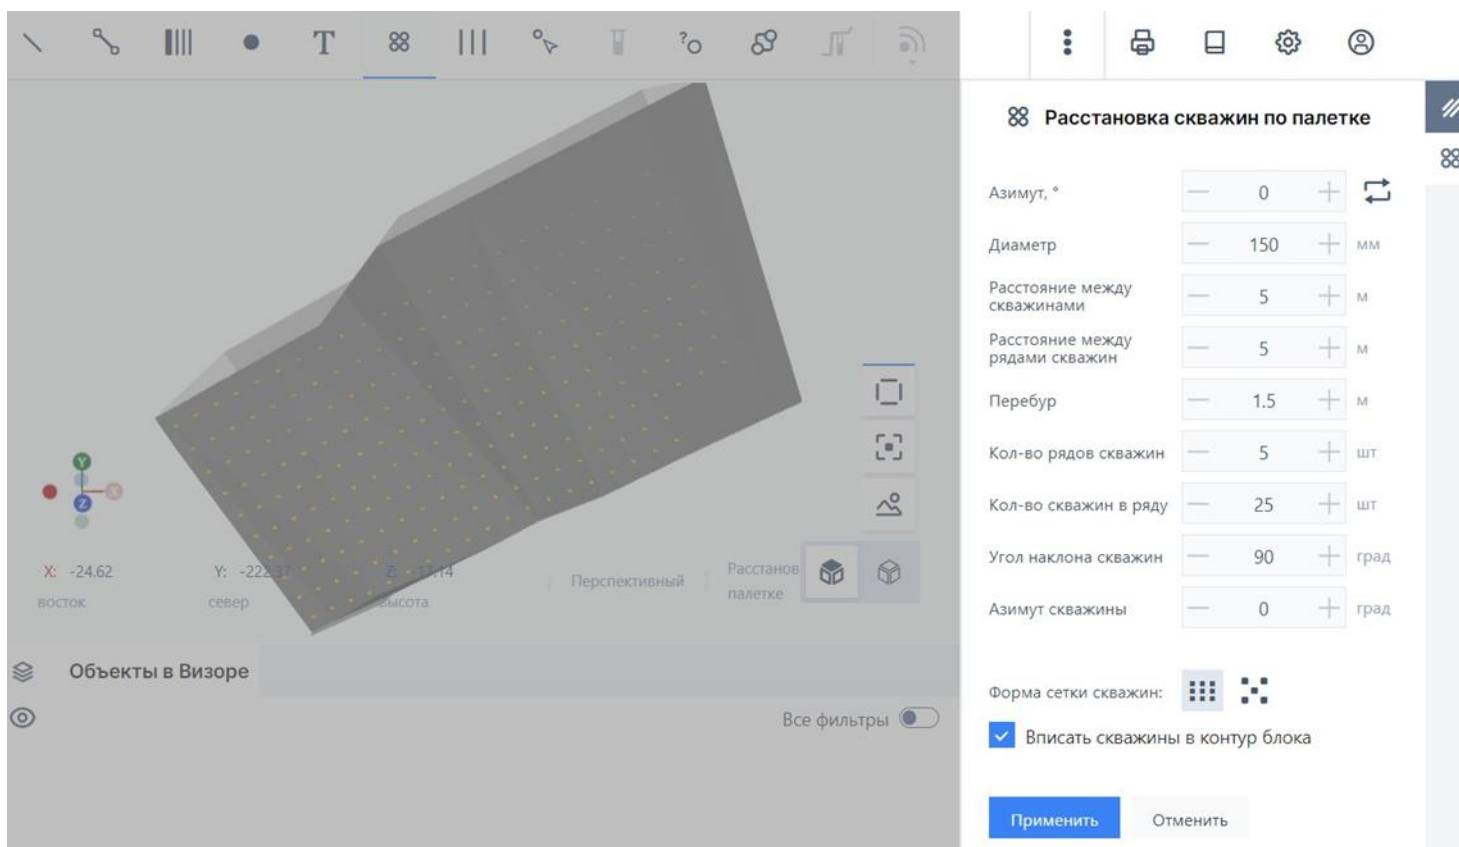 T
?
Расстановка скважин по палетке
Азимут, °
0
Диаметр
150
мм
Расстояние между
скважинами
5
м
Расстояние между
рядами скважин
5
м
Перебур
1.5
м
Кол-во рядов скважин
5
шт
Кол-во скважин в ряду
25
шт
Угол наклона скважин
90
град
Азимут скважины
0
град
Форма сетки скважин:
Вписать скважины в контур блока
Применить
Отменить
Y
X
Z
X: -24.62
восток
Y:
север
Z:
высота
Перспективный
Расстанов
палетке
Объекты в Визоре
Все фильтры